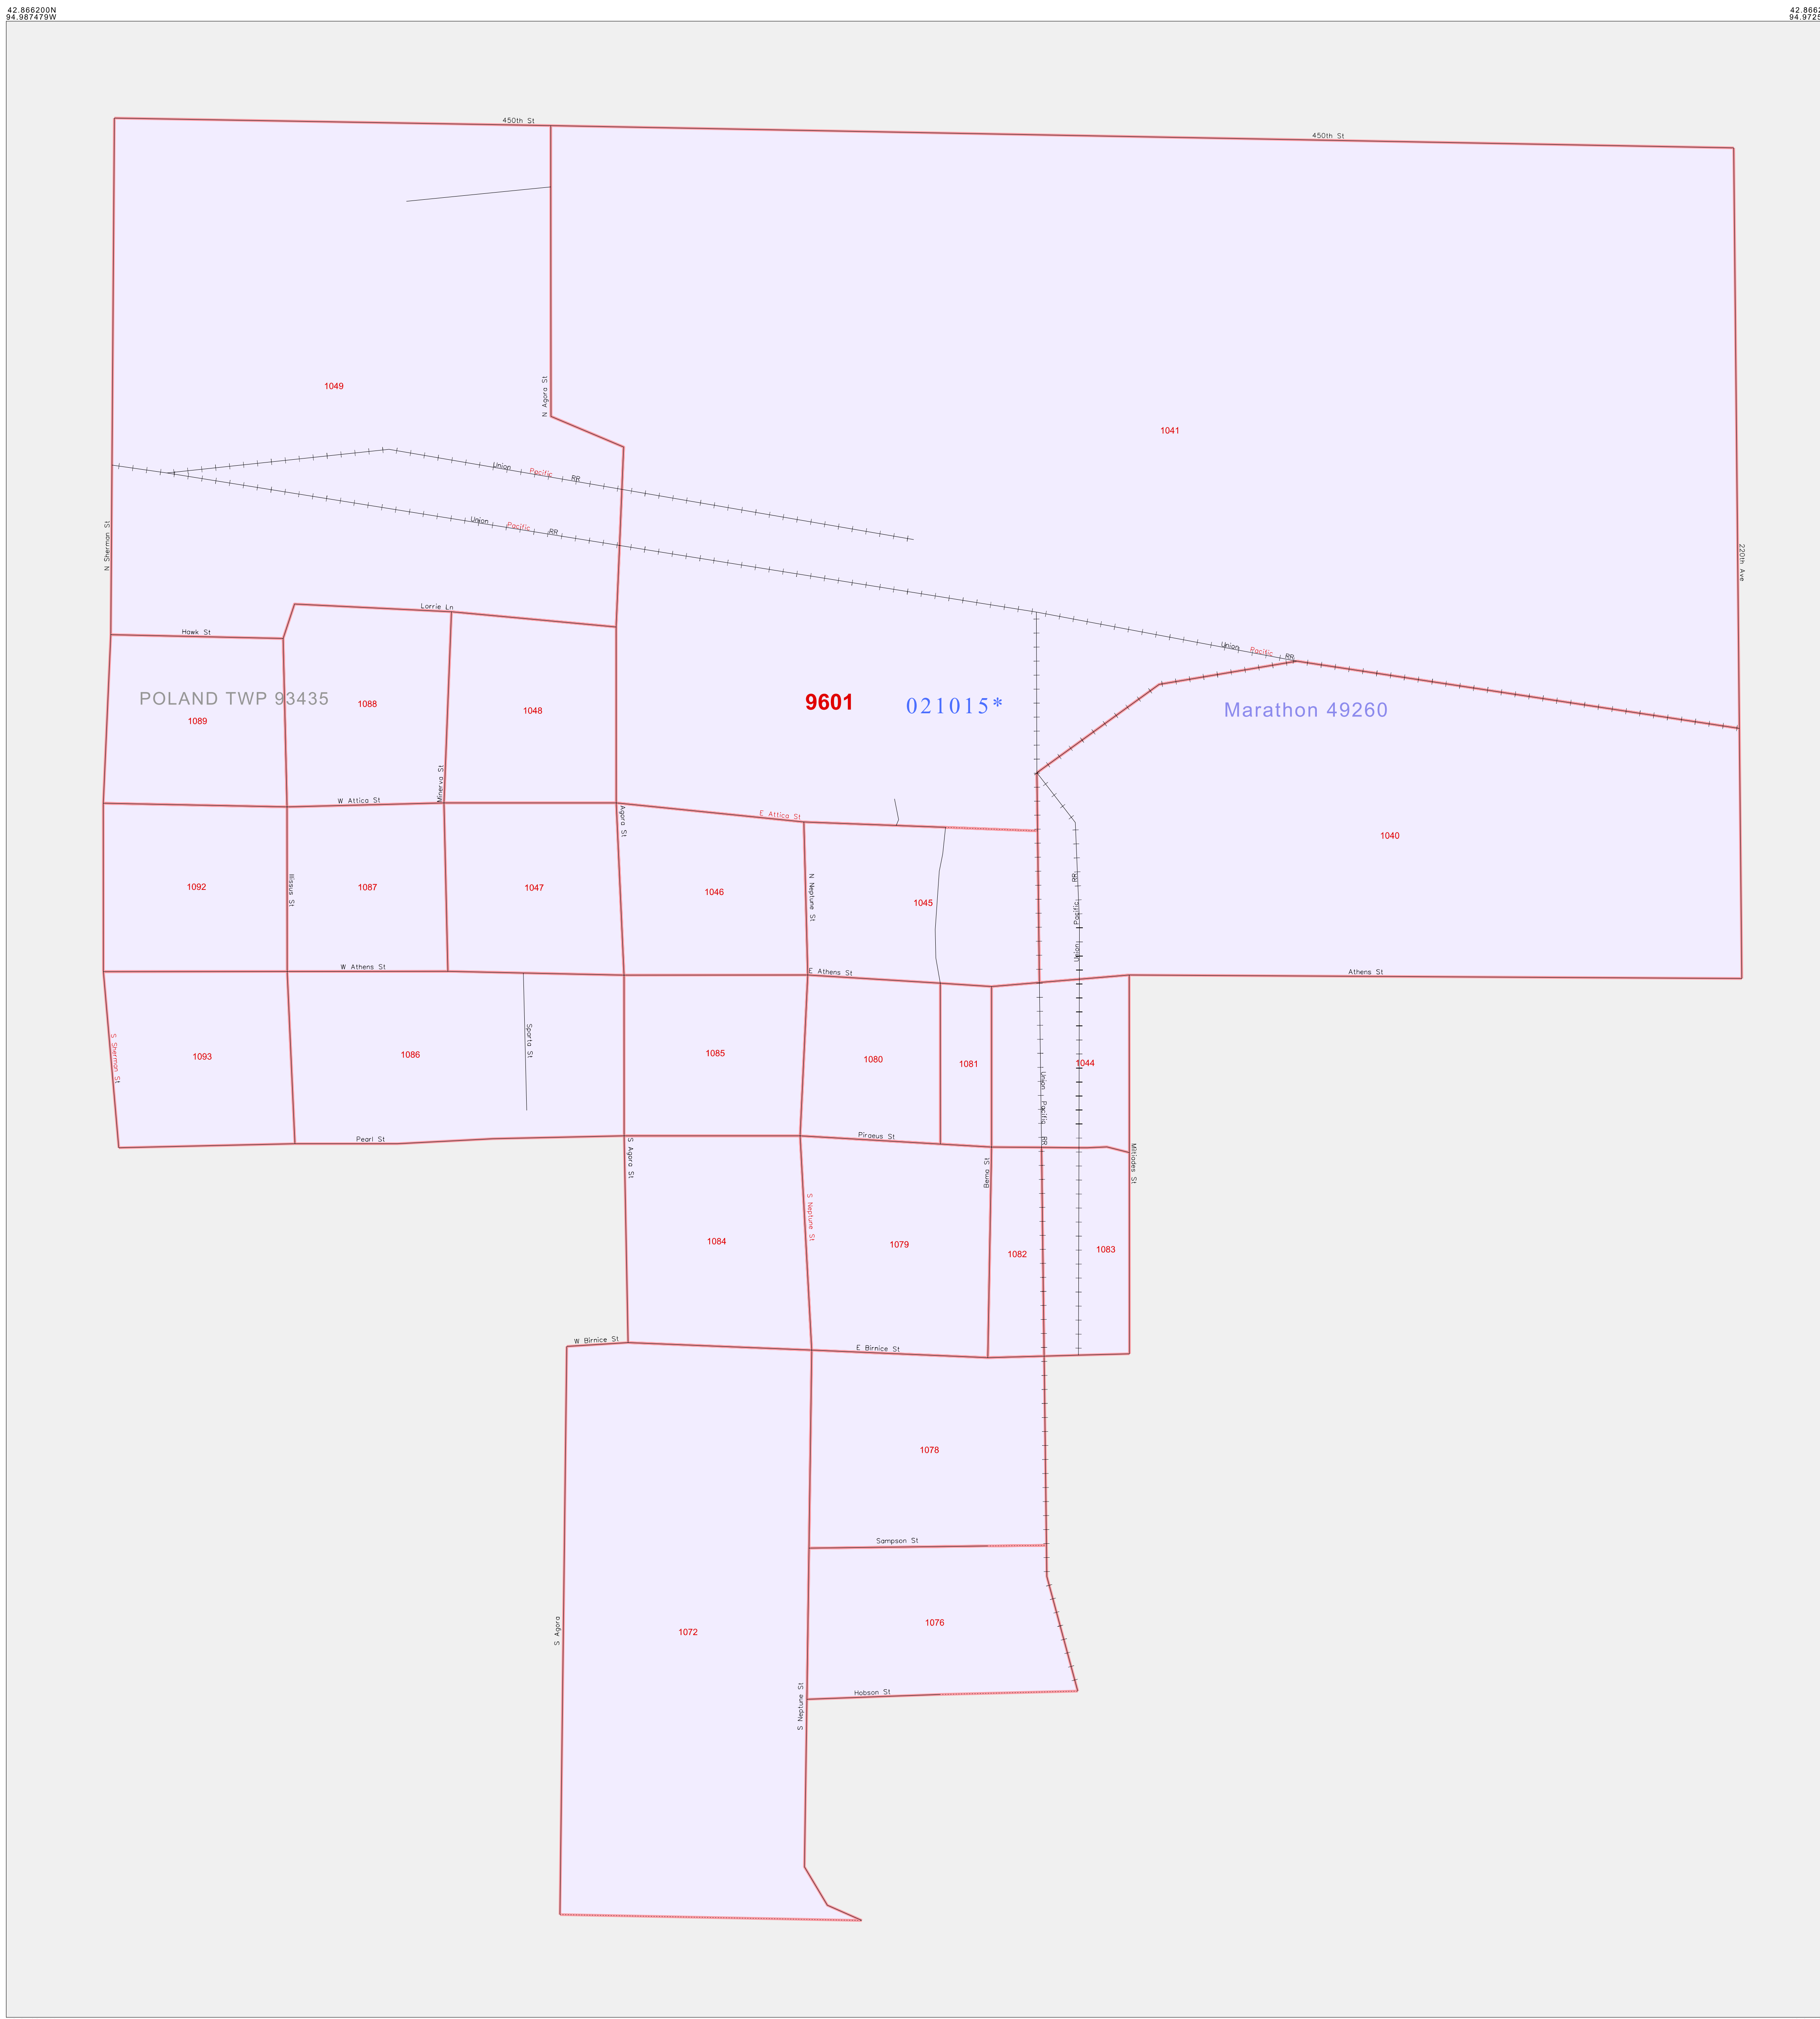 42.866200N
94.987479W
42.8662
94.9725
450th St
450th St
N Agora St
1049
1041
Union Pacific RR
Union Pacific RR
N Sherman St
220th Ave
Lorrie Ln
Hawk St
Union Pacific RR
POLAND TWP 93435
1088
1048
9601
021015*
Marathon 49260
1089
Minerva St
W Attica St
Agora St
E Attica St
1040
1092
Ilissus St
1087
1047
1046
N Neptune St
1045
Union Pacific RR
W Athens St
E Athens St
Athens St
S Sherman St
1093
1086
Sparta St
1085
1080
1081
1044
Union Pacific RR
Pearl St
S Agora St
Piraeus St
Bema St
Miltiades St
S Neptune St
1084
1079
1082
1083
W Birnice St
E Birnice St
1078
Sampson St
S Agora
1072
1076
S Neptune St
Hobson St